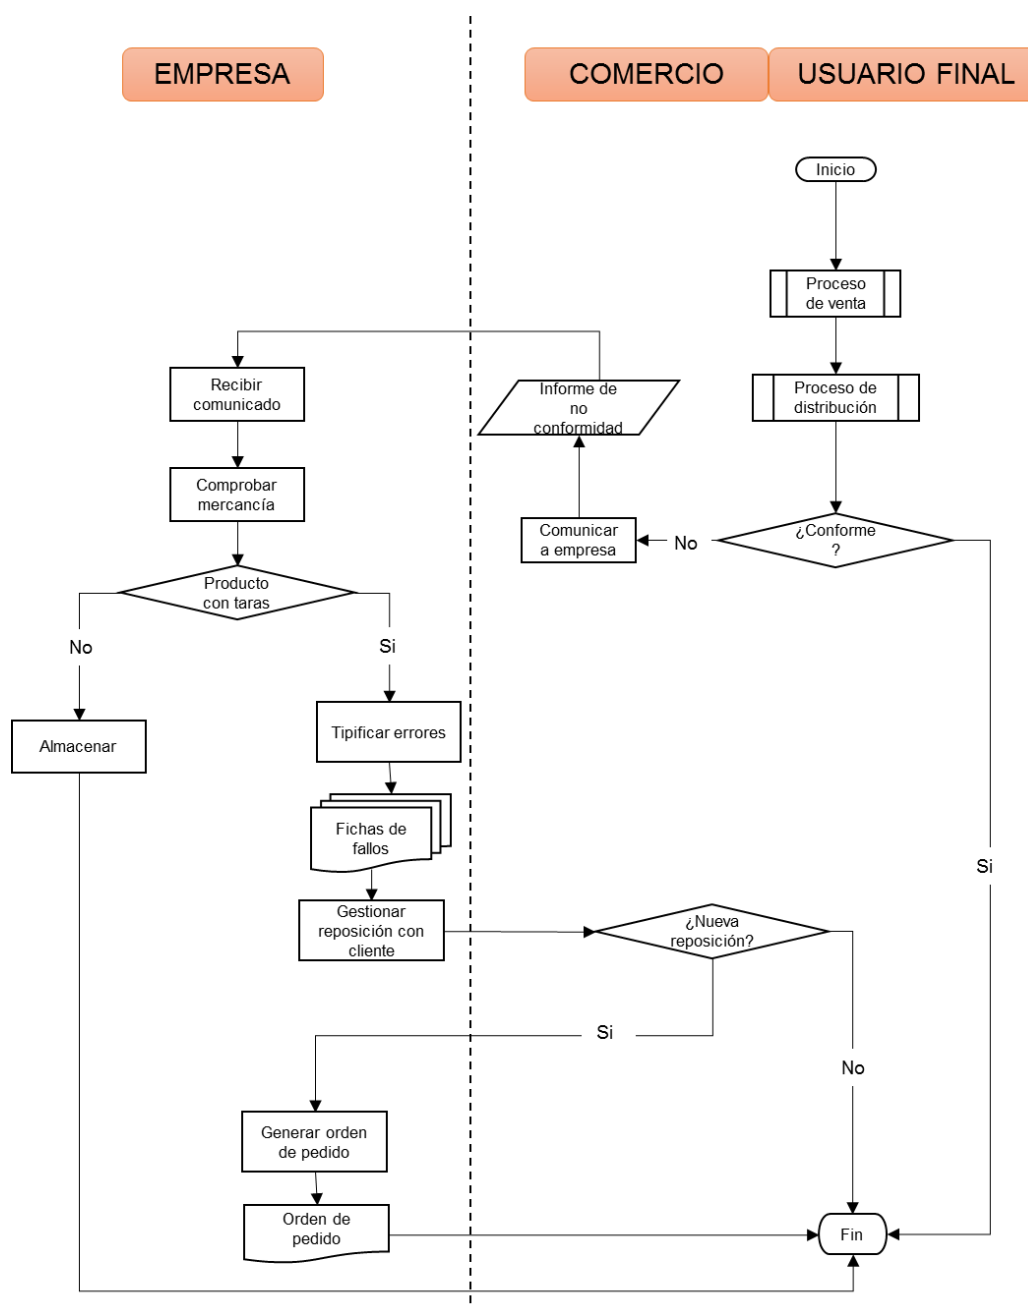 EMPRESA
COMERCIO
USUARIO FINAL
Inicio
Proceso
de venta
Proceso de
distribución
Recibir
comunicado
Informe de
no
conformidad
Comprobar
mercancía
Comunicar
a empresa
No
¿Conforme
?
Producto
con taras
No
Si
Almacenar
Tipificar errores
Fichas de
fallos
Si
Gestionar
reposición con
cliente
¿Nueva
reposición?
Si
No
Generar orden
de pedido
Orden de
pedido
Fin